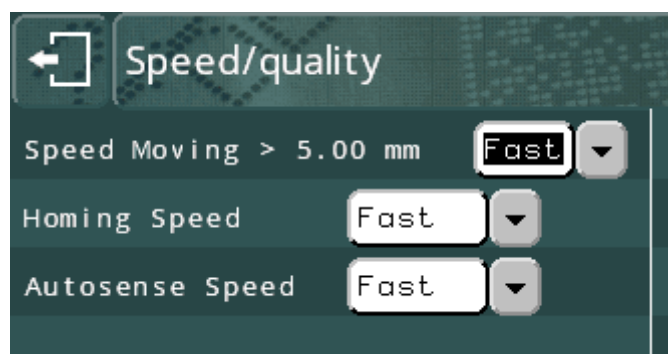 Speed/quality
Speed Moving > 5.00 mm Fast
Homing Speed Fast
Autosense Speed Fast